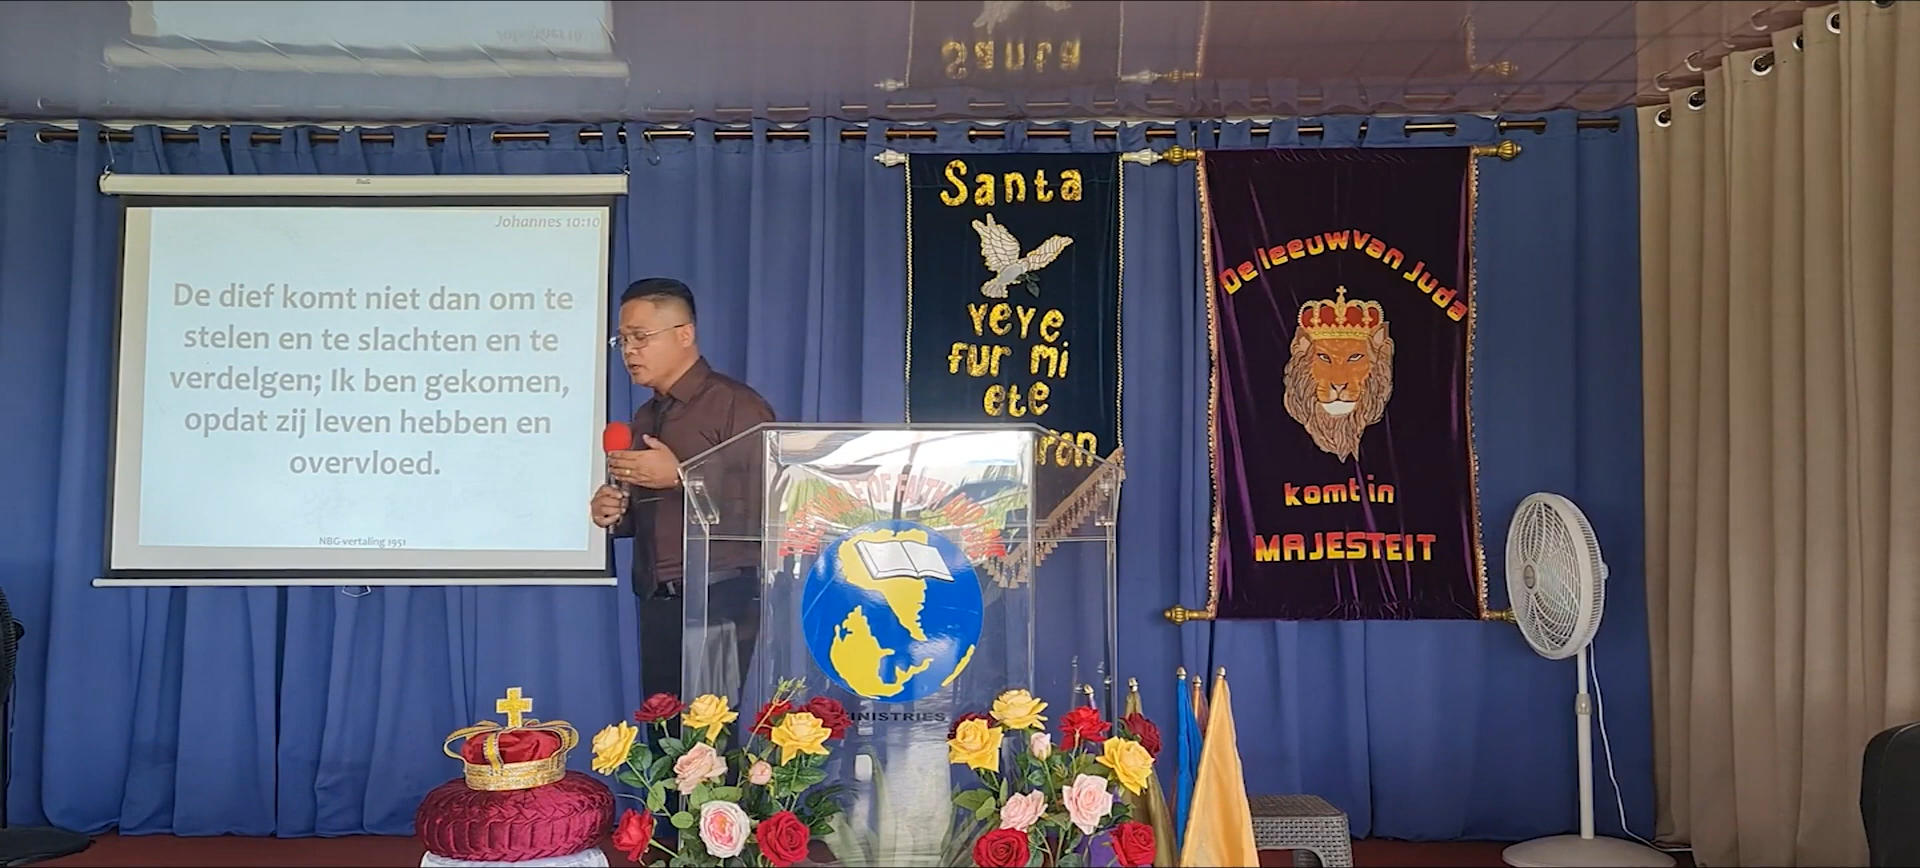 Johannes 10:10
De dief komt niet dan om te
stelen en te slachten en te
verdelgen; Ik ben gekomen,
opdat zij leven hebben en
overvloed.
NBG-vertaling 1951
Santa
yeye
fur mi
ete
De leeuw van Juda
komt in
MAJESTEIT
OF FAITH
MINISTRIES